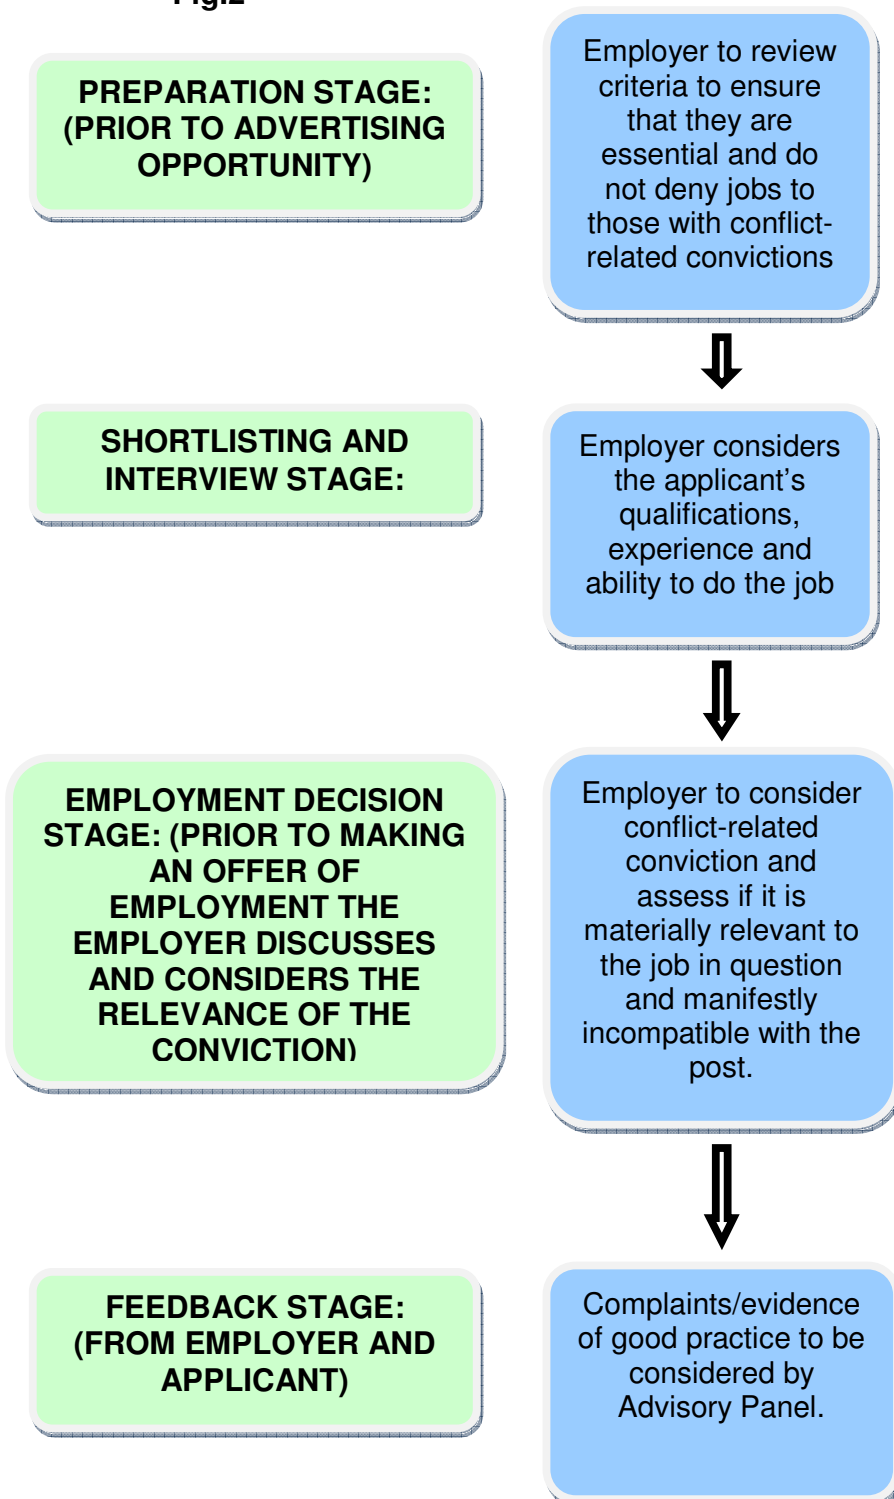 Fig.2
PREPARATION STAGE:
(PRIOR TO ADVERTISING
OPPORTUNITY)
Employer to review
criteria to ensure
that they are
essential and do
not deny jobs to
those with conflict-
related convictions
SHORTLISTING AND
INTERVIEW STAGE:
Employer considers
the applicant’s
qualifications,
experience and
ability to do the job
EMPLOYMENT DECISION
STAGE: (PRIOR TO MAKING
AN OFFER OF
EMPLOYMENT THE
EMPLOYER DISCUSSES
AND CONSIDERS THE
RELEVANCE OF THE
CONVICTION)
Employer to consider
conflict-related
conviction and
assess if it is
materially relevant to
the job in question
and manifestly
incompatible with the
post.
FEEDBACK STAGE:
(FROM EMPLOYER AND
APPLICANT)
Complaints/evidence
of good practice to be
considered by
Advisory Panel.